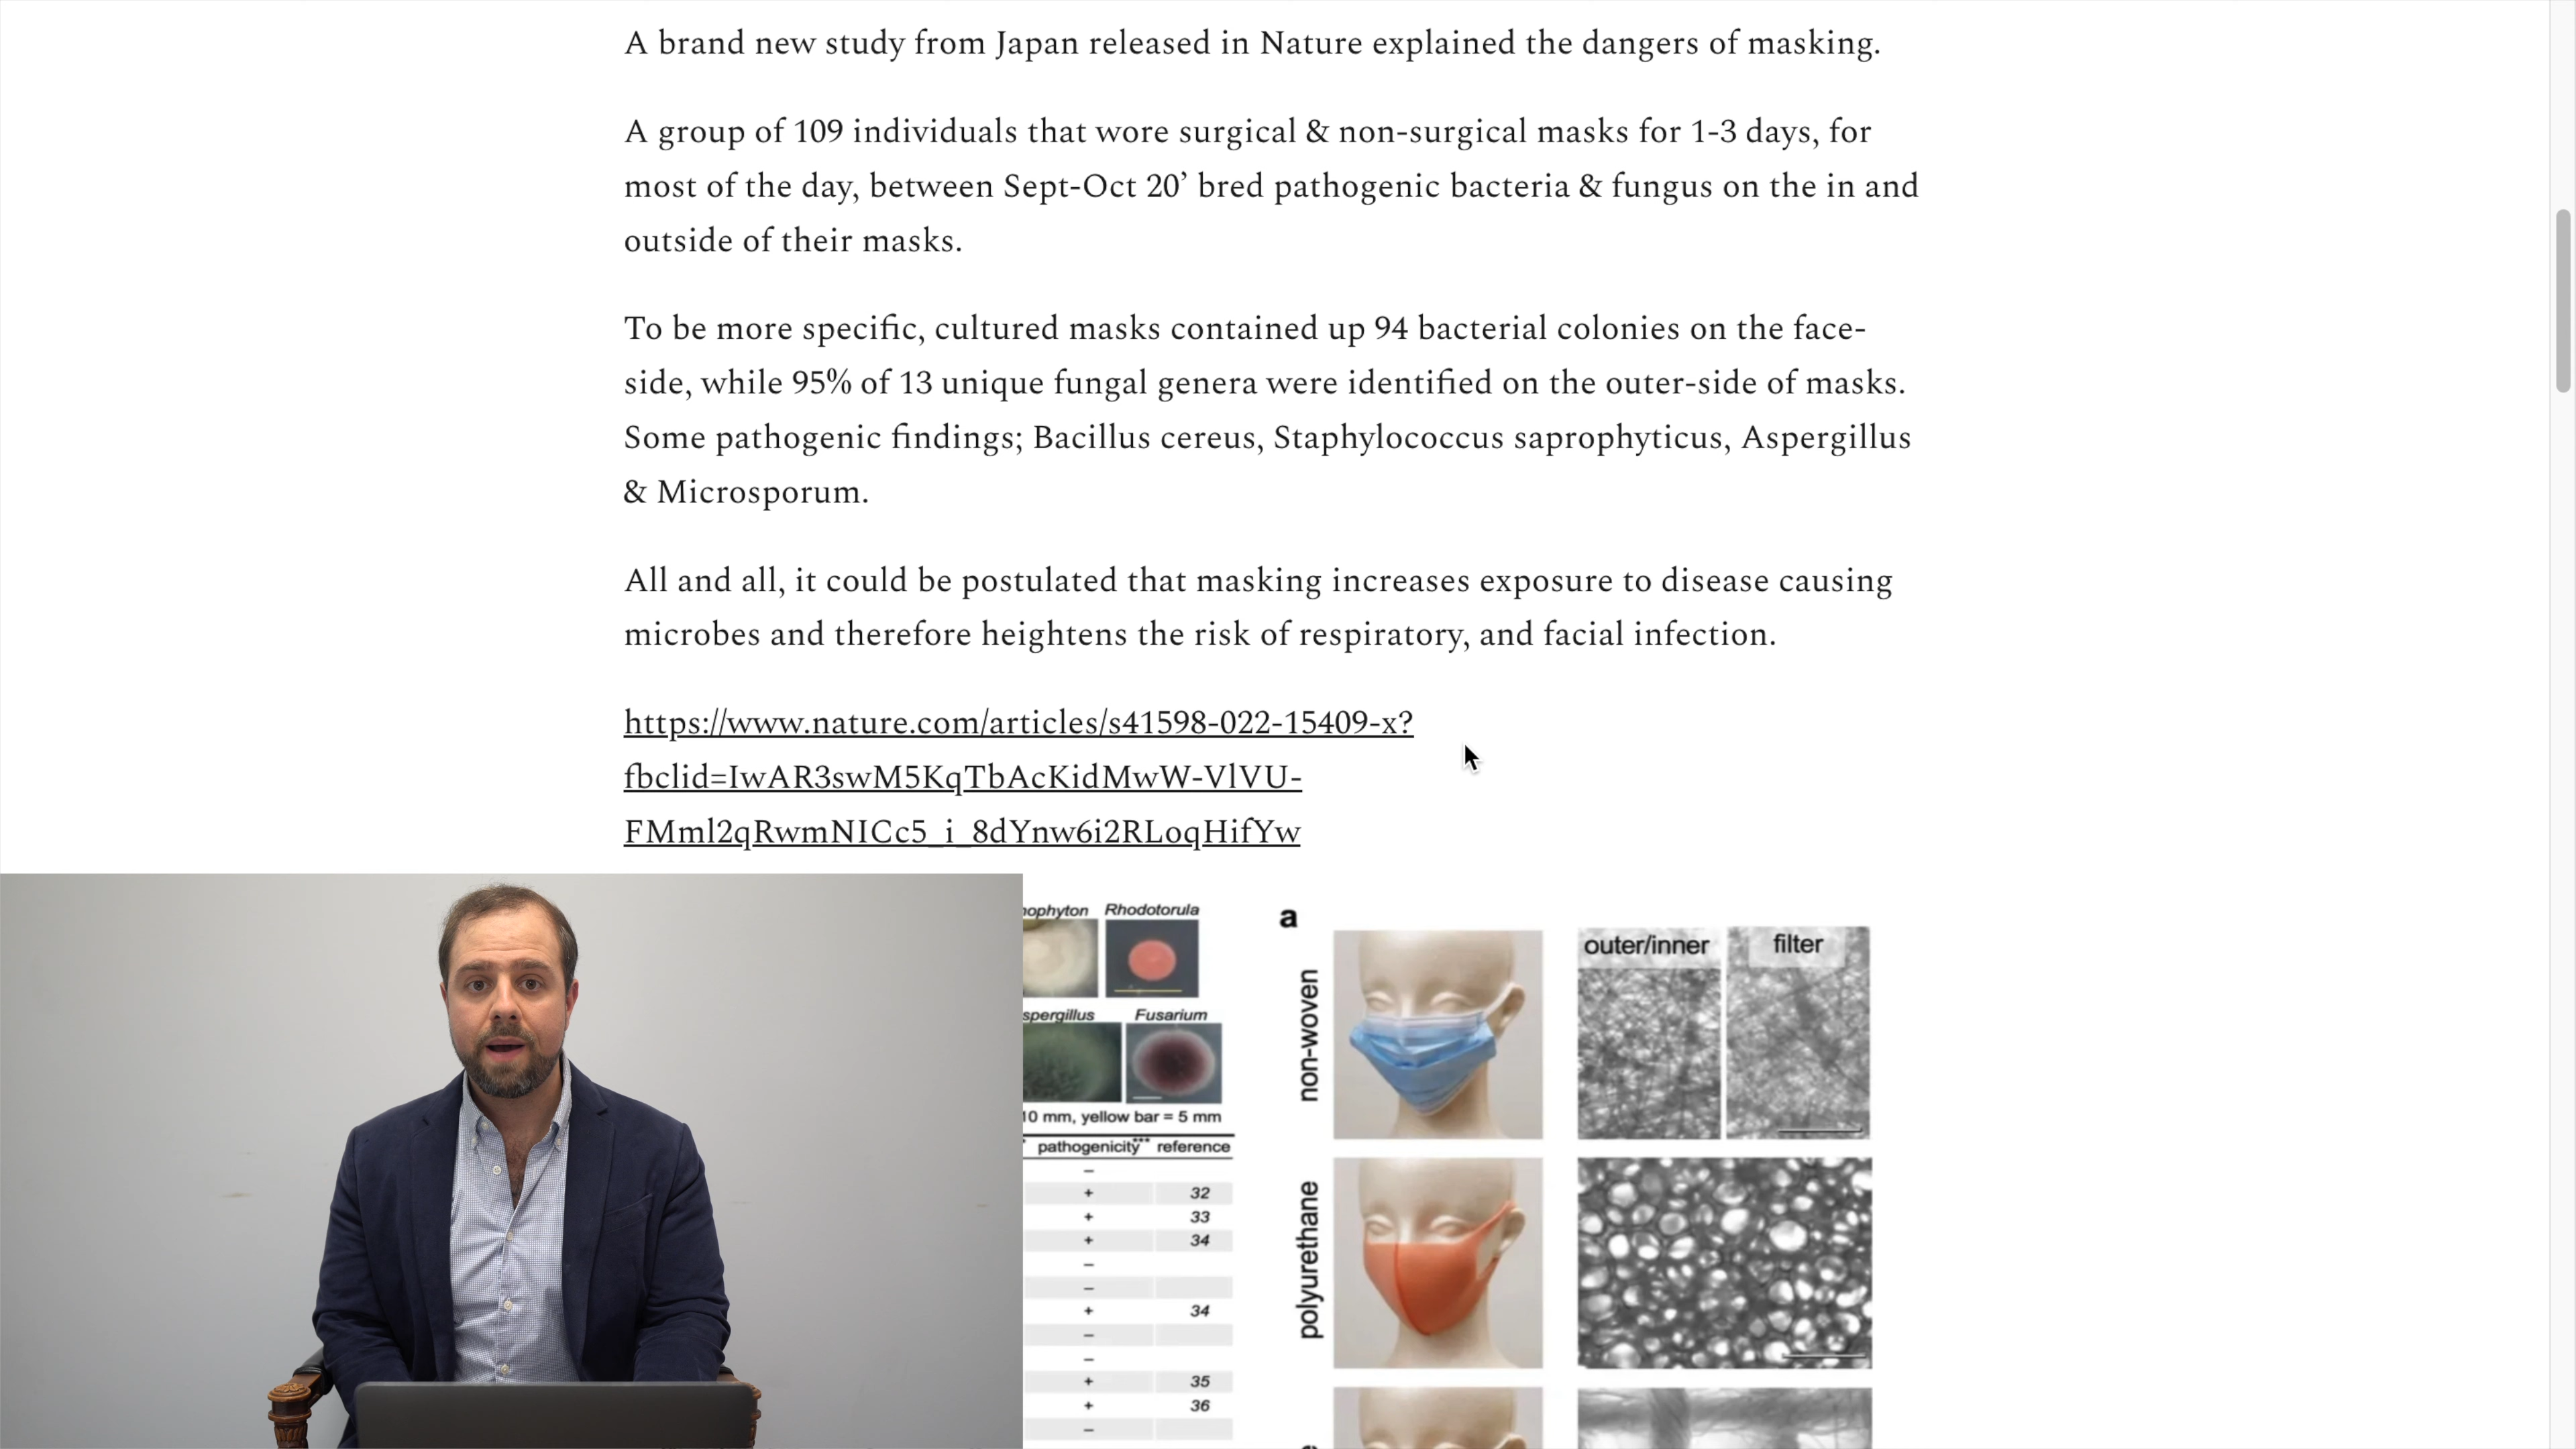 A brand new study from Japan released in Nature explained the dangers of masking.
A group of 109 individuals that wore surgical & non-surgical masks for 1-3 days, for
most of the day, between Sept-Oct 20’ bred pathogenic bacteria & fungus on the in and
outside of their masks.
To be more specific, cultured masks contained up 94 bacterial colonies on the face-
side, while 95% of 13 unique fungal genera were identified on the outer-side of masks.
Some pathogenic findings; Bacillus cereus, Staphylococcus saprophyticus, Aspergillus
& Microsporum.
All and all, it could be postulated that masking increases exposure to disease causing
microbes and therefore heightens the risk of respiratory, and facial infection.
https://www.nature.com/articles/s41598-022-15409-x?
fbclid=IwAR3swM5KqTbAcKidMwW-VlVU-
FMml2qRwmNICc5_i_8dYnw6i2RLoqHifYw
nophyton Rhodotorula
spergillus Fusarium
10 mm, yellow bar = 5 mm
pathogenicity*** reference
–
+ 32
+ 33
+ 34
–
–
+ 34
–
–
+ 35
+ 36
–
a
outer/inner filter
non-woven
polyurethane